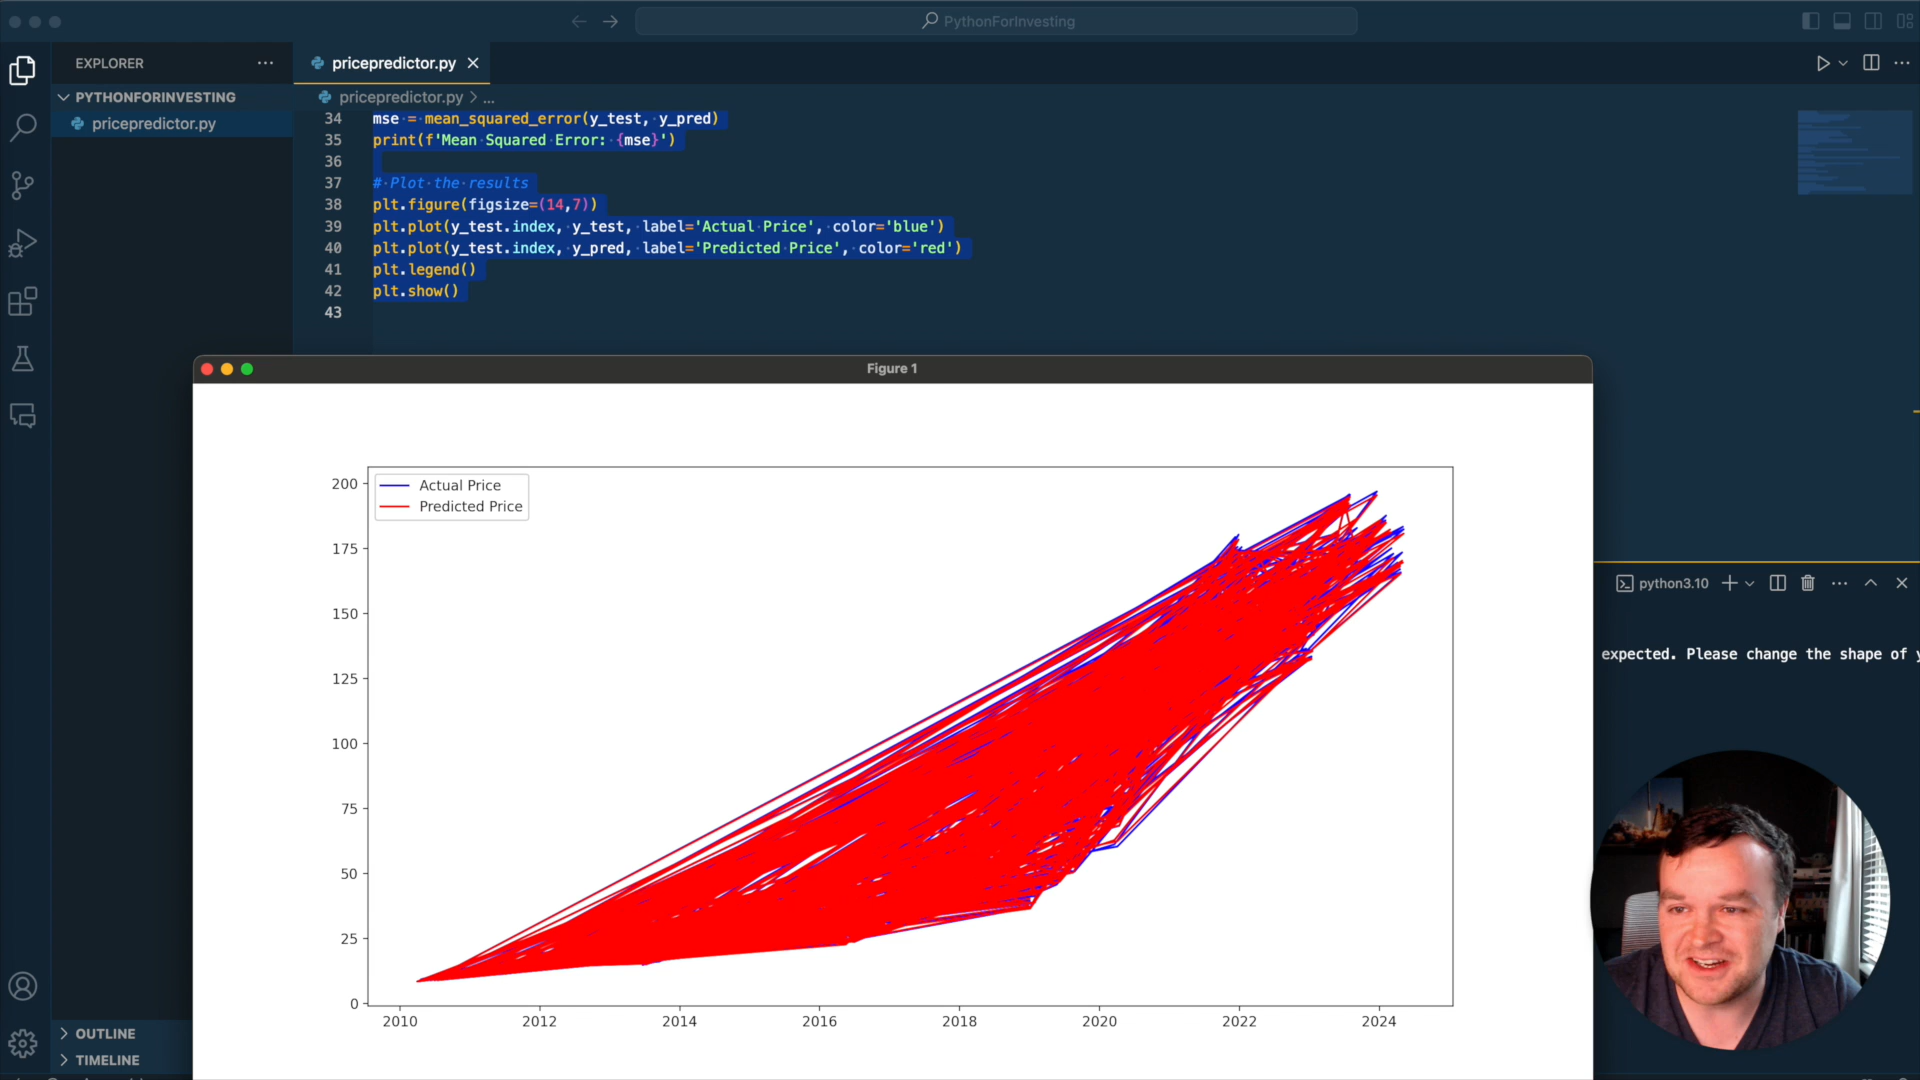 PythonForInvesting
EXPLORER
pricepredictor.py
PYTHONFORINVESTING
pricepredictor.py > ...
pricepredictor.py
34 mse = mean_squared_error(y_test, y_pred)
35 print(f'Mean Squared Error: {mse}')
36
37 # Plot the results
38 plt.figure(figsize=(14,7))
39 plt.plot(y_test.index, y_test, label='Actual Price', color='blue')
40 plt.plot(y_test.index, y_pred, label='Predicted Price', color='red')
41 plt.legend()
42 plt.show()
43
Figure 1
Actual Price
Predicted Price
200
175
150
125
100
75
50
25
0
2010 2012 2014 2016 2018 2020 2022 2024
python3.10
expected. Please change the shape of y
OUTLINE
TIMELINE